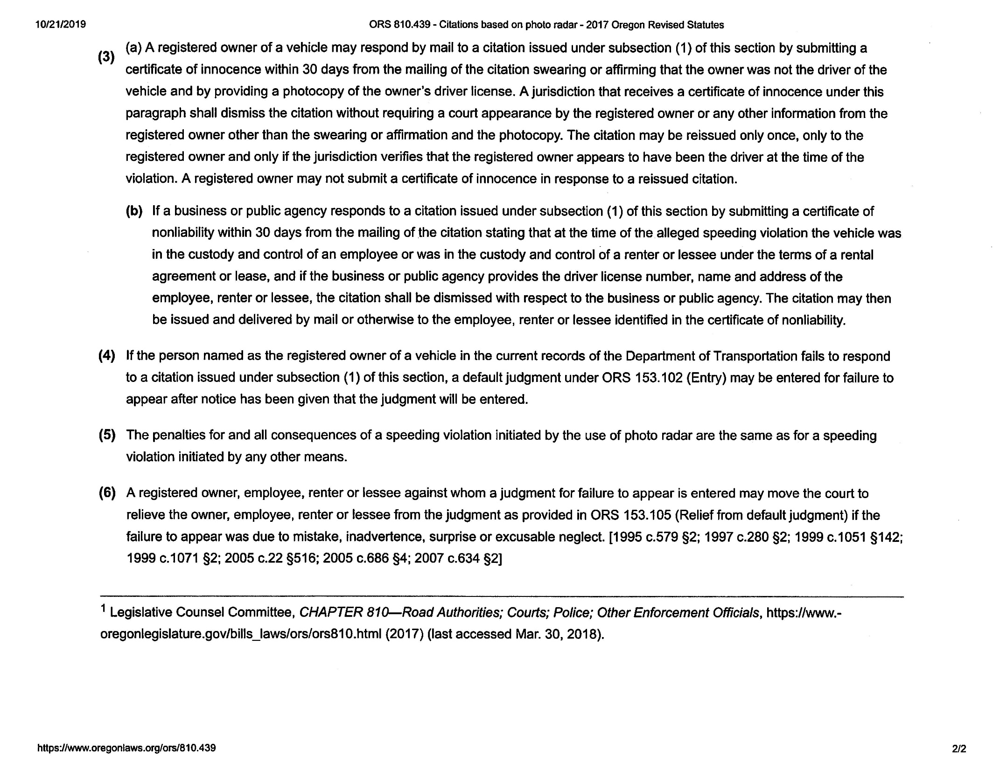 10/21/2019 ORS 810.439 - Citations based on photo radar - 2017 Oregon Revised Statutes
(3) (a) A registered owner of a vehicle may respond by mail to a citation issued under subsection (1) of this section by submitting a
certificate of innocence within 30 days from the mailing of the citation swearing or affirming that the owner was not the driver of the
vehicle and by providing a photocopy of the owner's driver license. A jurisdiction that receives a certificate of innocence under this
paragraph shall dismiss the citation without requiring a court appearance by the registered owner or any other information from the
registered owner other than the swearing or affirmation and the photocopy. The citation may be reissued only once, only to the
registered owner and only if the jurisdiction verifies that the registered owner appears to have been the driver at the time of the
violation. A registered owner may not submit a certificate of innocence in response to a reissued citation.
(b) If a business or public agency responds to a citation issued under subsection (1) of this section by submitting a certificate of
nonliability within 30 days from the mailing of the citation stating that at the time of the alleged speeding violation the vehicle was
in the custody and control of an employee or was in the custody and control of a renter or lessee under the terms of a rental
agreement or lease, and if the business or public agency provides the driver license number, name and address of the
employee, renter or lessee, the citation shall be dismissed with respect to the business or public agency. The citation may then
be issued and delivered by mail or otherwise to the employee, renter or lessee identified in the certificate of nonliability.
(4) If the person named as the registered owner of a vehicle in the current records of the Department of Transportation fails to respond
to a citation issued under subsection (1) of this section, a default judgment under ORS 153.102 (Entry) may be entered for failure to
appear after notice has been given that the judgment will be entered.
(5) The penalties for and all consequences of a speeding violation initiated by the use of photo radar are the same as for a speeding
violation initiated by any other means.
(6) A registered owner, employee, renter or lessee against whom a judgment for failure to appear is entered may move the court to
relieve the owner, employee, renter or lessee from the judgment as provided in ORS 153.105 (Relief from default judgment) if the
failure to appear was due to mistake, inadvertence, surprise or excusable neglect. [1995 c.579 §2; 1997 c.280 §2; 1999 c.1051 §142;
1999 c.1071 §2; 2005 c.22 §516; 2005 c.686 §4; 2007 c.634 §2]
1 Legislative Counsel Committee, CHAPTER 810—Road Authorities; Courts; Police; Other Enforcement Officials, https://www.-
oregonlegislature.gov/bills_laws/ors/ors810.html (2017) (last accessed Mar. 30, 2018).
https://www.oregonlaws.org/ors/810.439 2/2